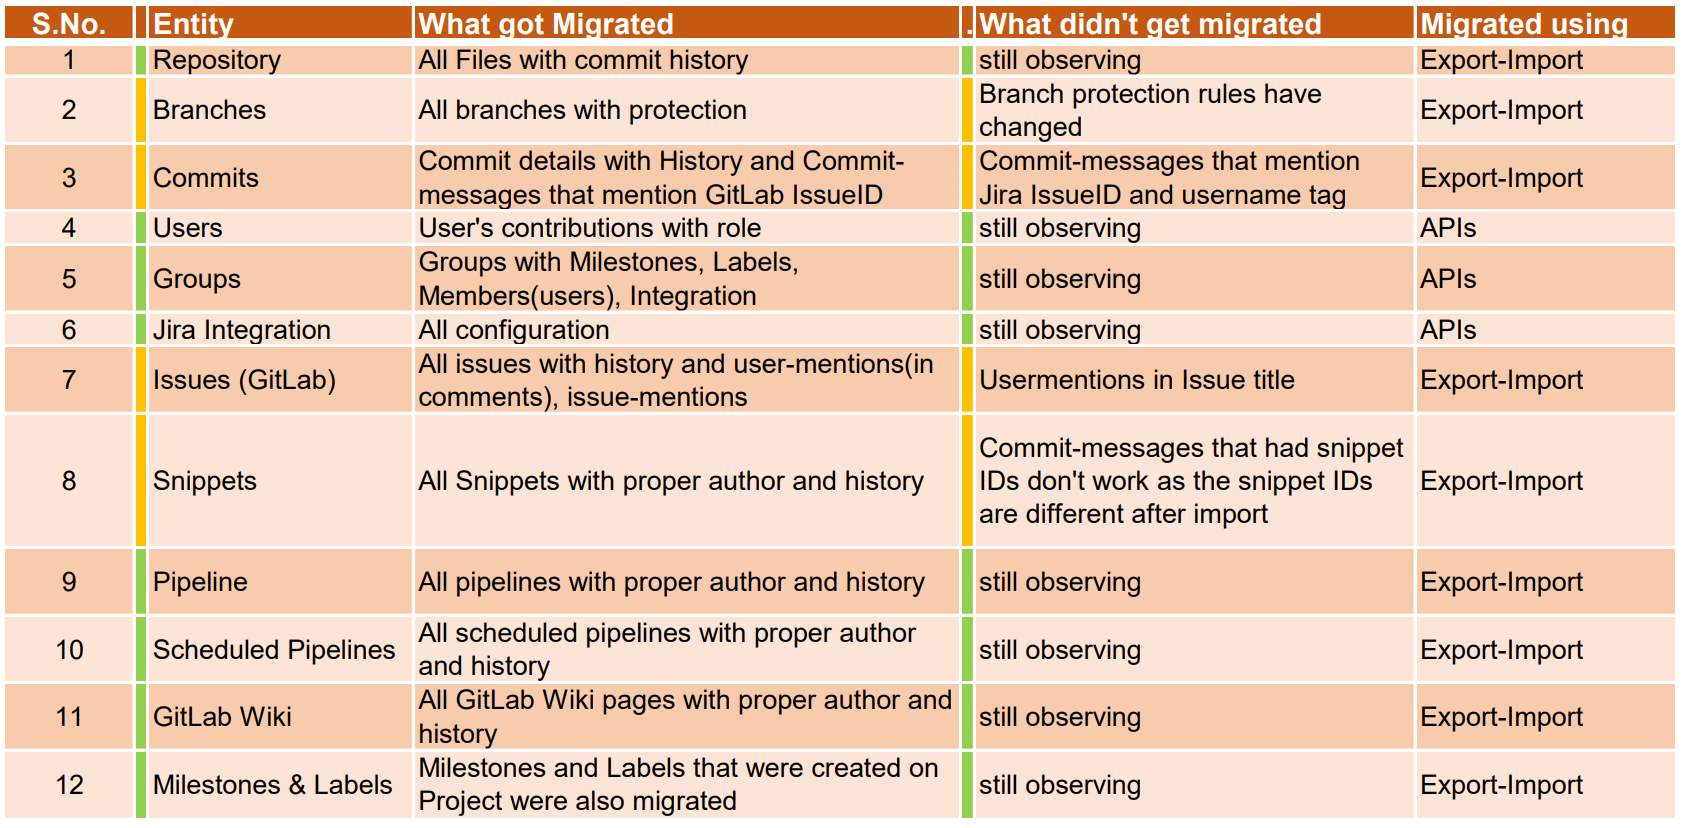 S.No. Entity What got Migrated . What didn't get migrated Migrated using
1 Repository All Files with commit history still observing Export-Import
2 Branches All branches with protection Branch protection rules have
changed Export-Import
3 Commits Commit details with History and Commit-
messages that mention GitLab IssueID Commit-messages that mention
Jira IssueID and username tag Export-Import
4 Users User's contributions with role still observing APIs
5 Groups Groups with Milestones, Labels,
Members(users), Integration still observing APIs
6 Jira Integration All configuration still observing APIs
7 Issues (GitLab) All issues with history and user-mentions(in
comments), issue-mentions Usermentions in Issue title Export-Import
8 Snippets All Snippets with proper author and history Commit-messages that had snippet
IDs don't work as the snippet IDs
are different after import Export-Import
9 Pipeline All pipelines with proper author and history still observing Export-Import
10 Scheduled Pipelines All scheduled pipelines with proper author
and history still observing Export-Import
11 GitLab Wiki All GitLab Wiki pages with proper author and
history still observing Export-Import
12 Milestones & Labels Milestones and Labels that were created on
Project were also migrated still observing Export-Import